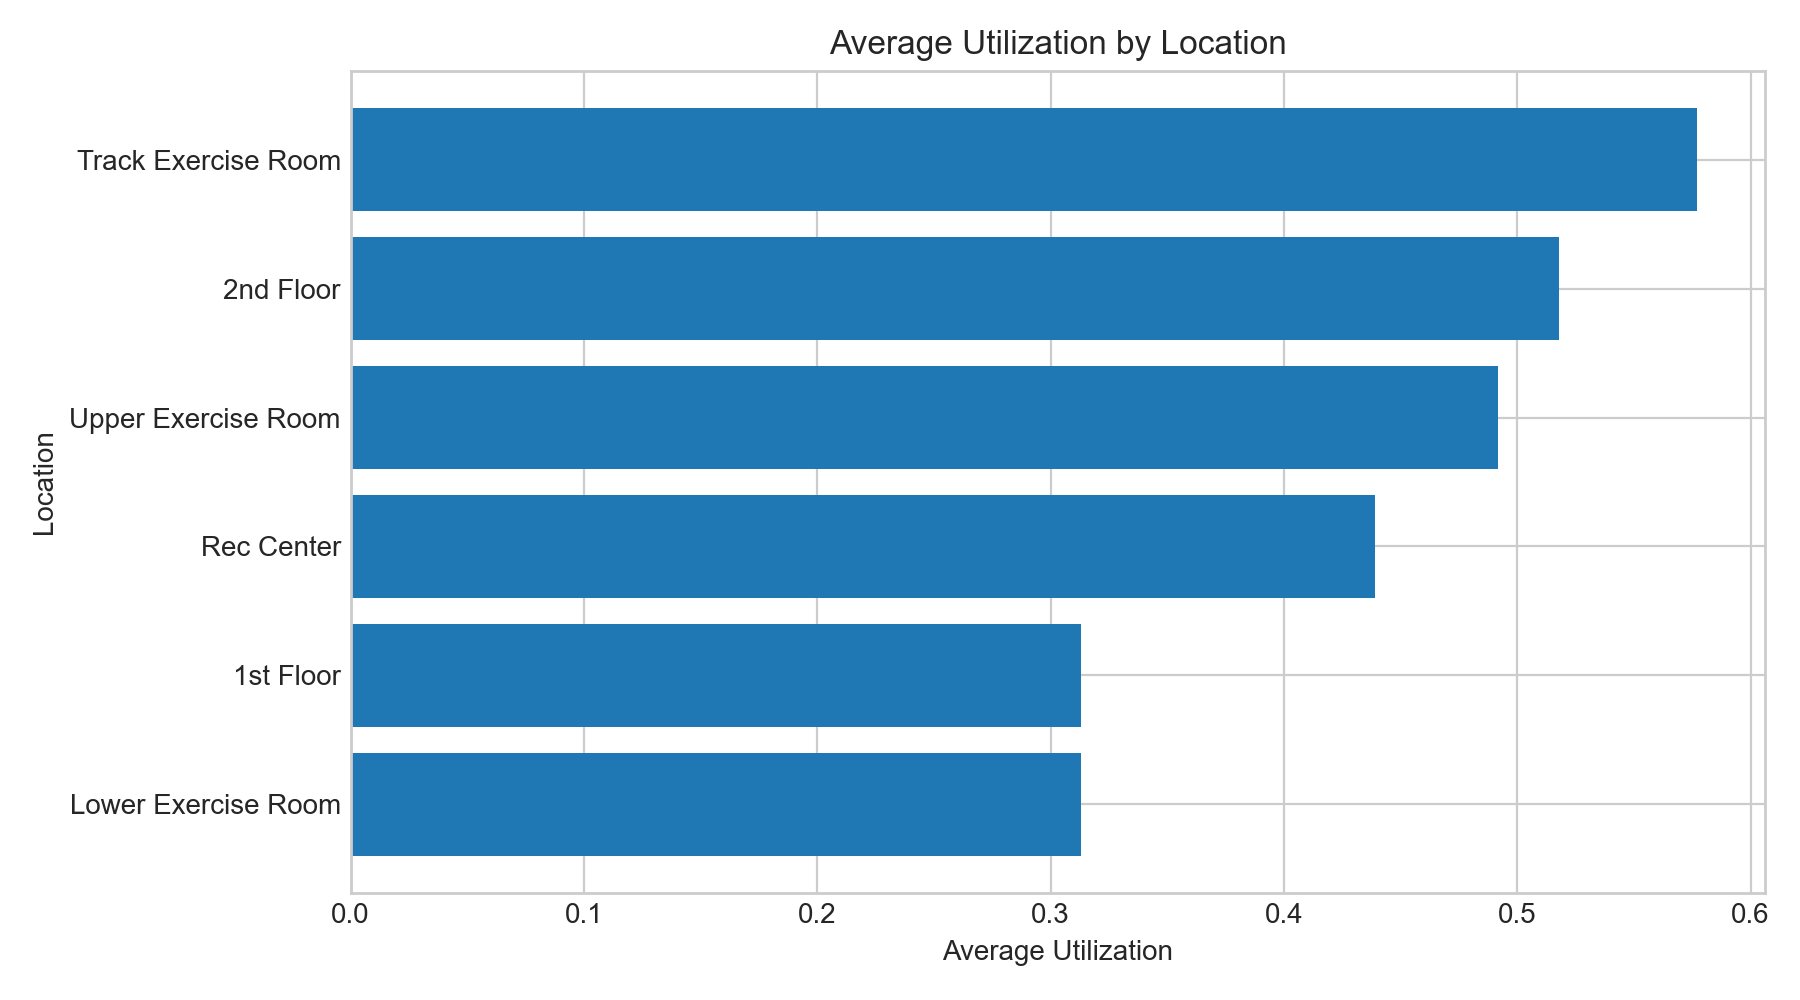 Average Utilization by Location
Track Exercise Room
2nd Floor
Upper Exercise Room
Rec Center
1st Floor
Lower Exercise Room
Location
0.0 0.1 0.2 0.3 0.4 0.5 0.6
Average Utilization